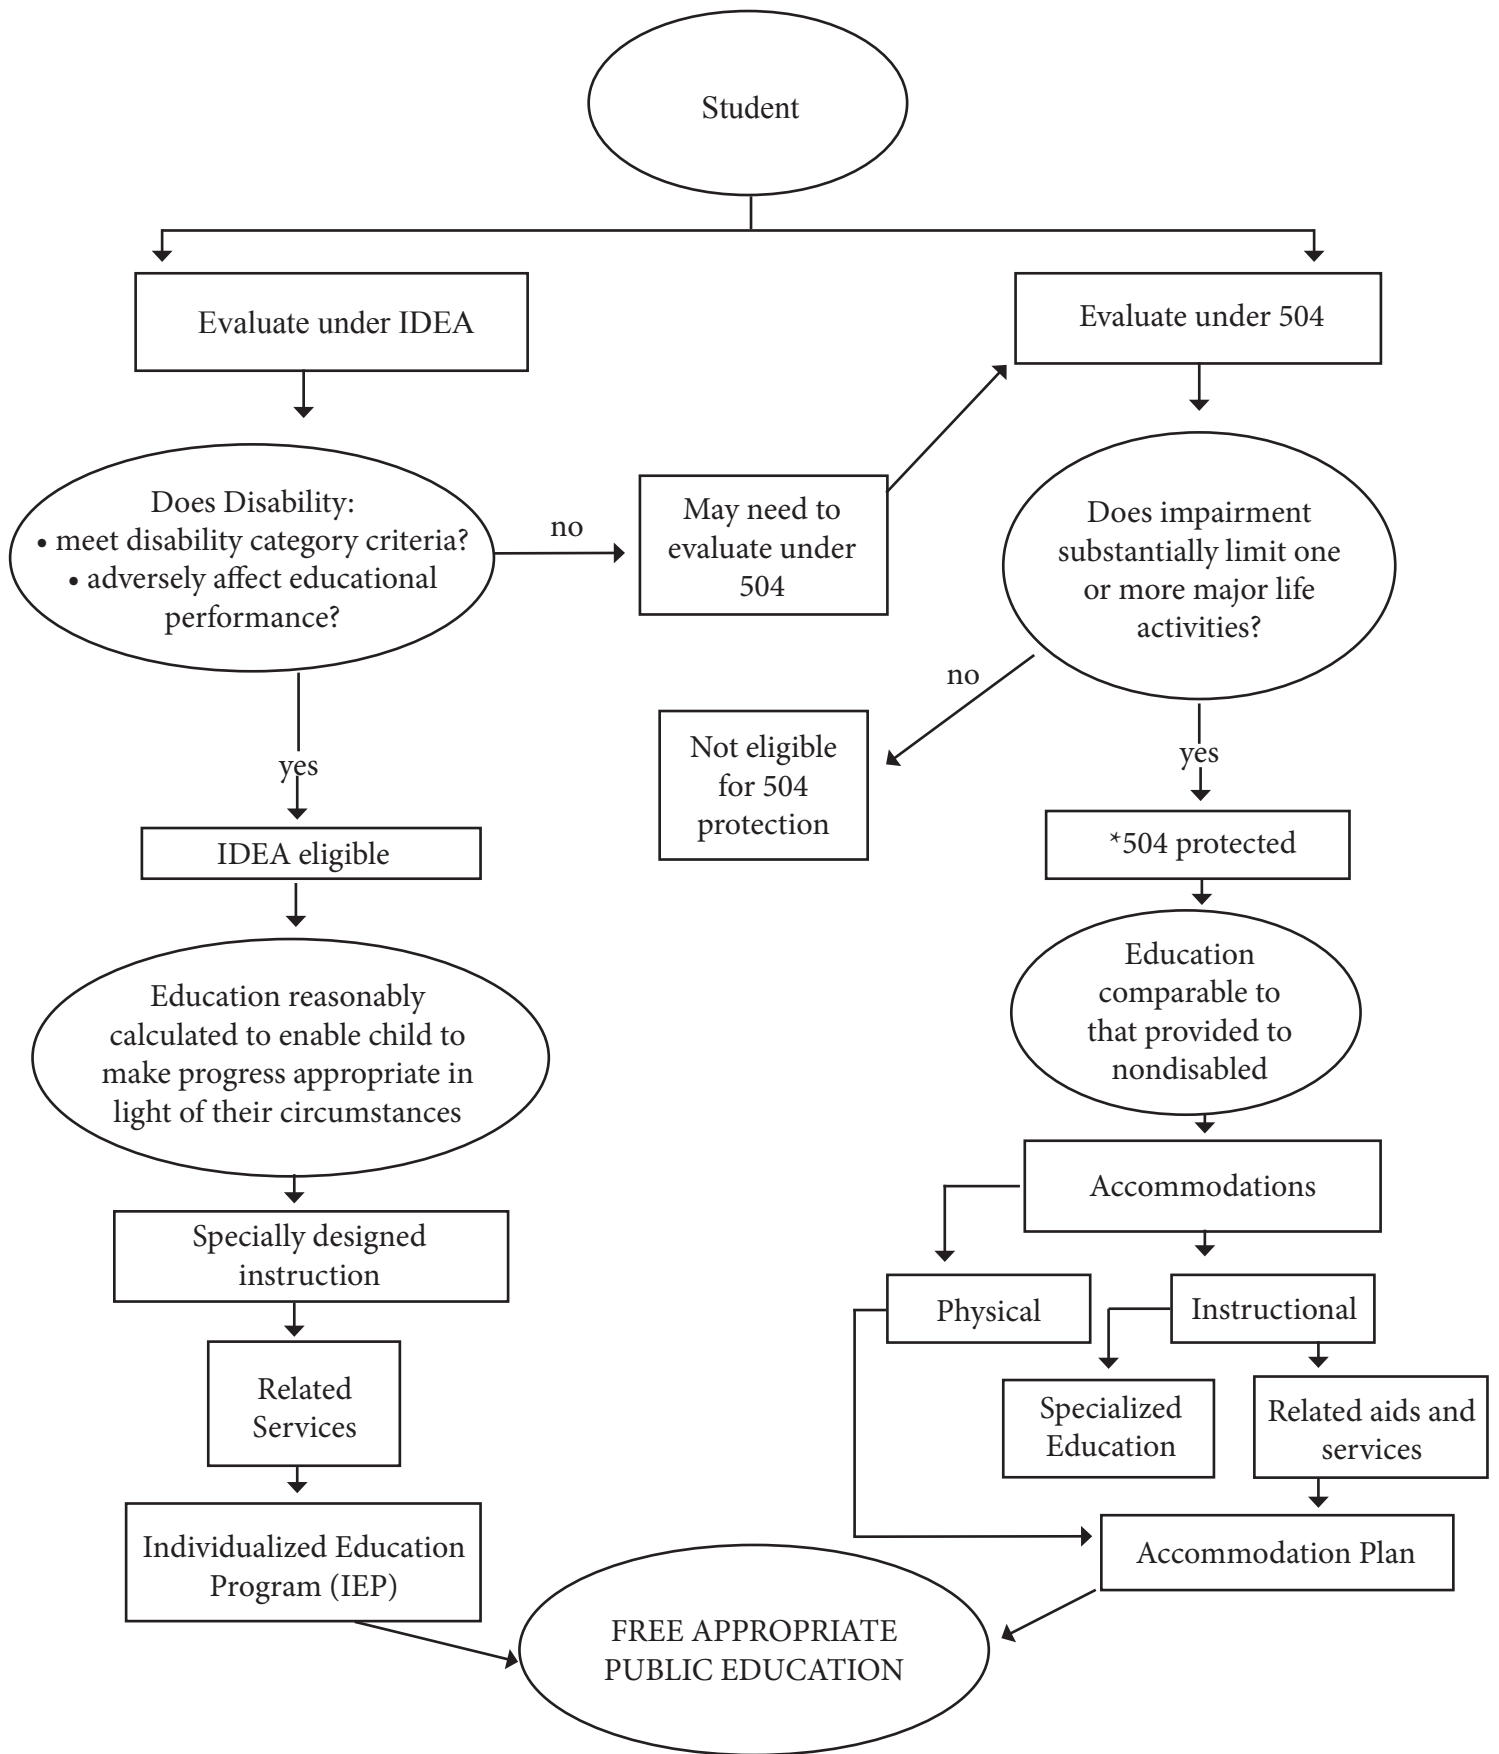 Student
Evaluate under IDEA
Evaluate under 504
Does Disability:
• meet disability category criteria?
• adversely affect educational
performance?
no
May need to
evaluate under
504
Does impairment
substantially limit one
or more major life
activities?
no
Not eligible
for 504
protection
yes
yes
IDEA eligible
*504 protected
Education reasonably
calculated to enable child to
make progress appropriate in
light of their circumstances
Education
comparable to
that provided to
nondisabled
Specially designed
instruction
Accommodations
Physical
Instructional
Related
Services
Specialized
Education
Related aids and
services
Individualized Education
Program (IEP)
Accommodation Plan
FREE APPROPRIATE
PUBLIC EDUCATION